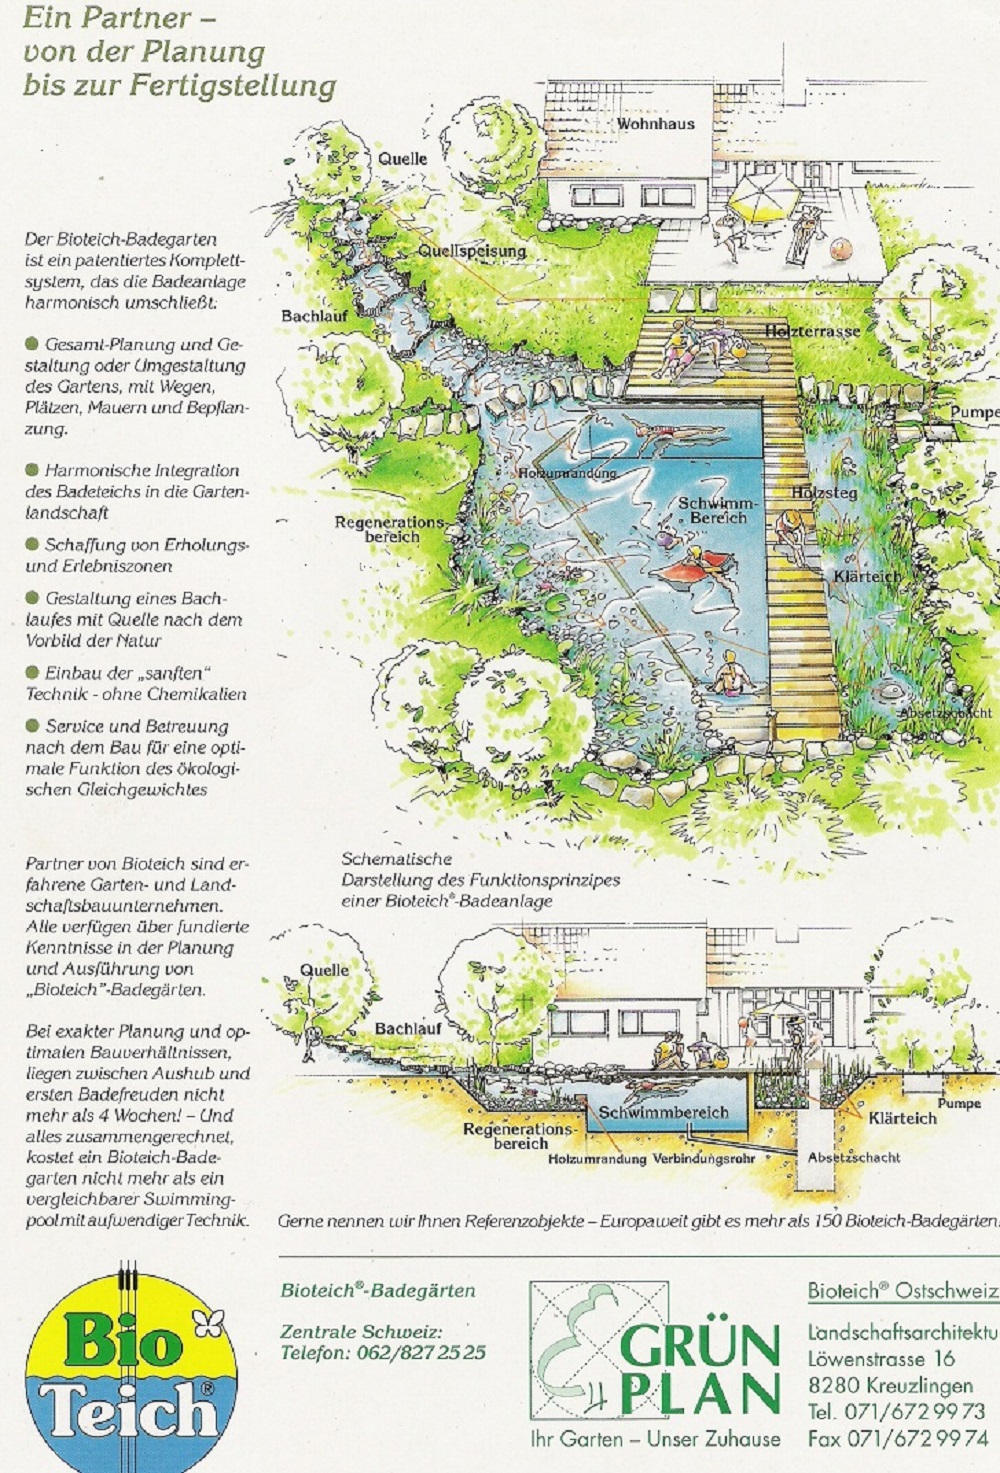 Ein Partner –
von der Planung
bis zur Fertigstellung
Wohnhaus
Quelle
Quellspeisung
Bachlauf
Holzterrasse
Pumpe
Holzumrandung
Schwimm-
Bereich
Holzsteg
Regenerations-
bereich
Klärteich
Absetzschacht
Der Bioteich-Badegarten
ist ein patentiertes Komplett-
system, das die Badeanlage
harmonisch umschließt:
● Gesamt-Planung und Ge-
staltung oder Umgestaltung
des Gartens, mit Wegen,
Plätzen, Mauern und Bepflan-
zung.
● Harmonische Integration
des Badeteichs in die Garten-
landschaft
● Schaffung von Erholungs-
und Erlebniszonen
● Gestaltung eines Bach-
laufes mit Quelle nach dem
Vorbild der Natur
● Einbau der „sanften“
Technik - ohne Chemikalien
● Service und Betreuung
nach dem Bau für eine opti-
male Funktion des ökologi-
schen Gleichgewichtes
Partner von Bioteich sind er-
fahrene Garten- und Land-
schaftsbauunternehmen.
Alle verfügen über fundierte
Kenntnisse in der Planung
und Ausführung von
„Bioteich”-Badegärten.
Bei exakter Planung und op-
timalen Bauverhältnissen,
liegen zwischen Aushub und
ersten Badefreuden nicht
mehr als 4 Wochen! – Und
alles zusammengerechnet,
kostet ein Bioteich-Bade-
garten nicht mehr als ein
vergleichbarer Swimming-
pool mit aufwendiger Technik.
Schematische
Darstellung des Funktionsprinzipes
einer Bioteich®-Badeanlage
Quelle
Bachlauf
Schwimmbereich
Pumpe
Klärteich
Regenerations-
bereich
Holzumrandung Verbindungsrohr
Absetzschacht
Gerne nennen wir Ihnen Referenzobjekte – Europaweit gibt es mehr als 150 Bioteich-Badegärten.
Bio
Teich®
Bioteich®-Badegärten
Zentrale Schweiz:
Telefon: 062/827 25 25
GRÜN
PLAN
Ihr Garten – Unser Zuhause
Bioteich® Ostschweiz
Landschaftsarchitektu
Löwenstrasse 16
8280 Kreuzlingen
Tel. 071/672 99 73
Fax 071/672 99 74